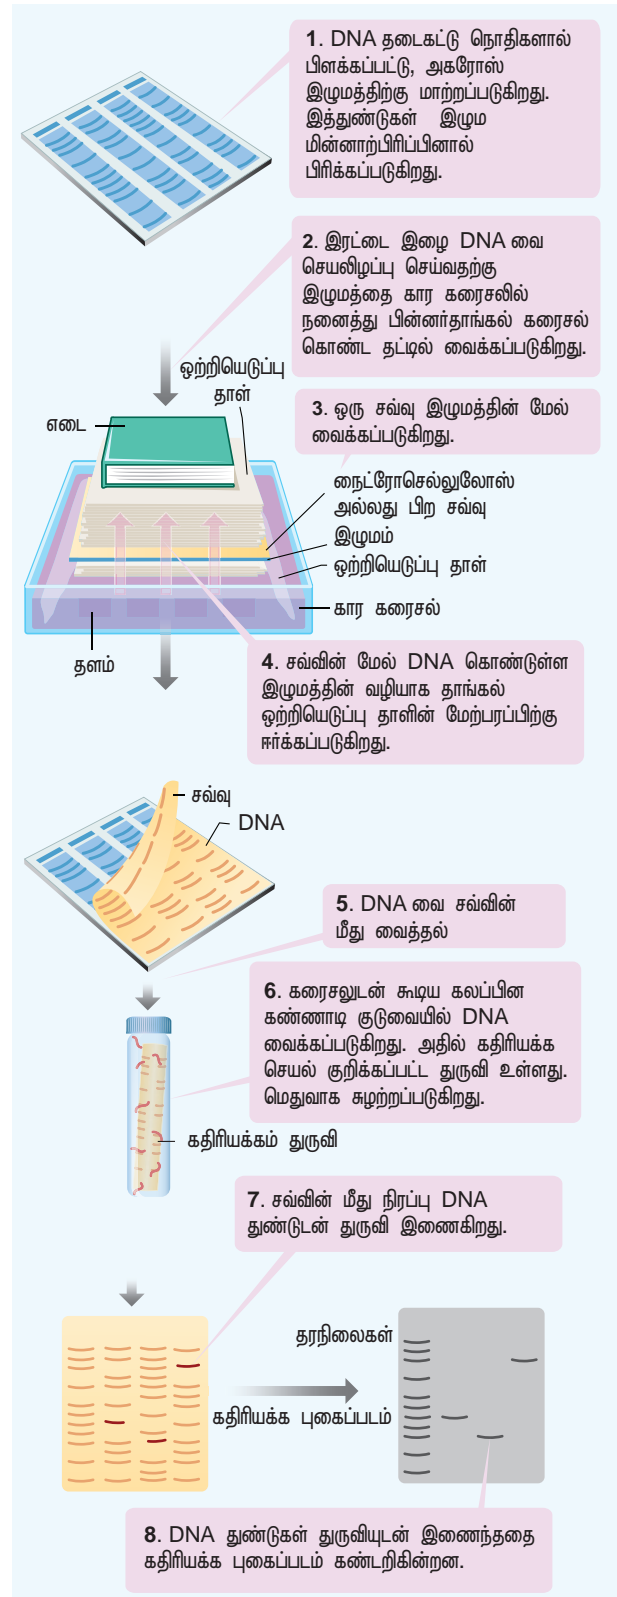 1. DNA தடைகட்டு நொதிகளால்
பிளக்கப்பட்டு, அகரோஸ்
இழுமத்திற்கு மாற்றப்படுகிறது.
இத்துண்டுகள் இழும
மின்னாற்பிரிப்பினால்
பிரிக்கப்படுகிறது.
2. இரட்டை இழை DNA வை
செயலிழப்பு செய்வதற்கு
இழுமத்தை கார கரைசலில்
நனைத்து பின்னர்தாங்கல் கரைசல்
கொண்ட தட்டில் வைக்கப்படுகிறது.
ஒற்றியெடுப்பு
தாள்
எடை
3. ஒரு சவ்வு இழுமத்தின் மேல்
வைக்கப்படுகிறது.
நைட்ரோசெல்லுலோஸ்
அல்லது பிற சவ்வு
இழுமம்
ஒற்றியெடுப்பு தாள்
கார கரைசல்
தளம்
4. சவ்வின் மேல் DNA கொண்டுள்ள
இழுமத்தின் வழியாக தாங்கல்
ஒற்றியெடுப்பு தாளின் மேற்பரப்பிற்கு
ஈர்க்கப்படுகிறது.
சவ்வு
DNA
5. DNA வை சவ்வின்
மீது வைத்தல்
6. கரைசலுடன் கூடிய கலப்பின
கண்ணாடி குடுவையில் DNA
வைக்கப்படுகிறது. அதில் கதிரியக்க
செயல் குறிக்கப்பட்ட துருவி உள்ளது.
மெதுவாக சுழற்றப்படுகிறது.
கதிரியக்கம் துருவி
7. சவ்வின் மீது நிரப்பு DNA
துண்டுடன் துருவி இணைகிறது.
தரநிலைகள்
கதிரியக்க புகைப்படம்
8. DNA துண்டுகள் துருவியுடன் இணைந்ததை
கதிரியக்க புகைப்படம் கண்டறிகின்றன.